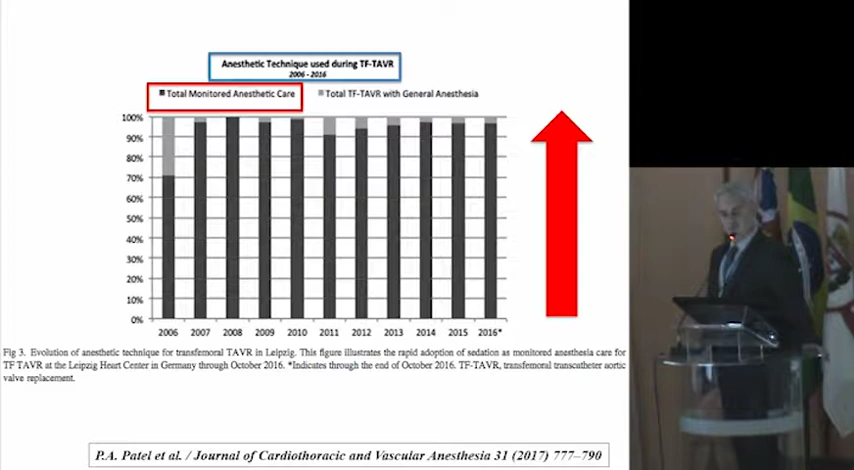 Anesthetic Technique used during TF-TAVR
2006 - 2016
Total Monitored Anesthetic Care
Total TF-TAVR with General Anesthesia
100%
90%
80%
70%
60%
50%
40%
30%
20%
10%
0%
2006 2007 2008 2009 2010 2011 2012 2013 2014 2015 2016*
Fig 3. Evolution of anesthetic technique for transfemoral TAVR in Leipzig. This figure illustrates the rapid adoption of sedation as monitored anesthesia care for
TF TAVR at the Leipzig Heart Center in Germany through October 2016. *Indicates through the end of October 2016. TF-TAVR, transfemoral transcatheter aortic
valve replacement.
P.A. Patel et al. / Journal of Cardiothoracic and Vascular Anesthesia 31 (2017) 777–790